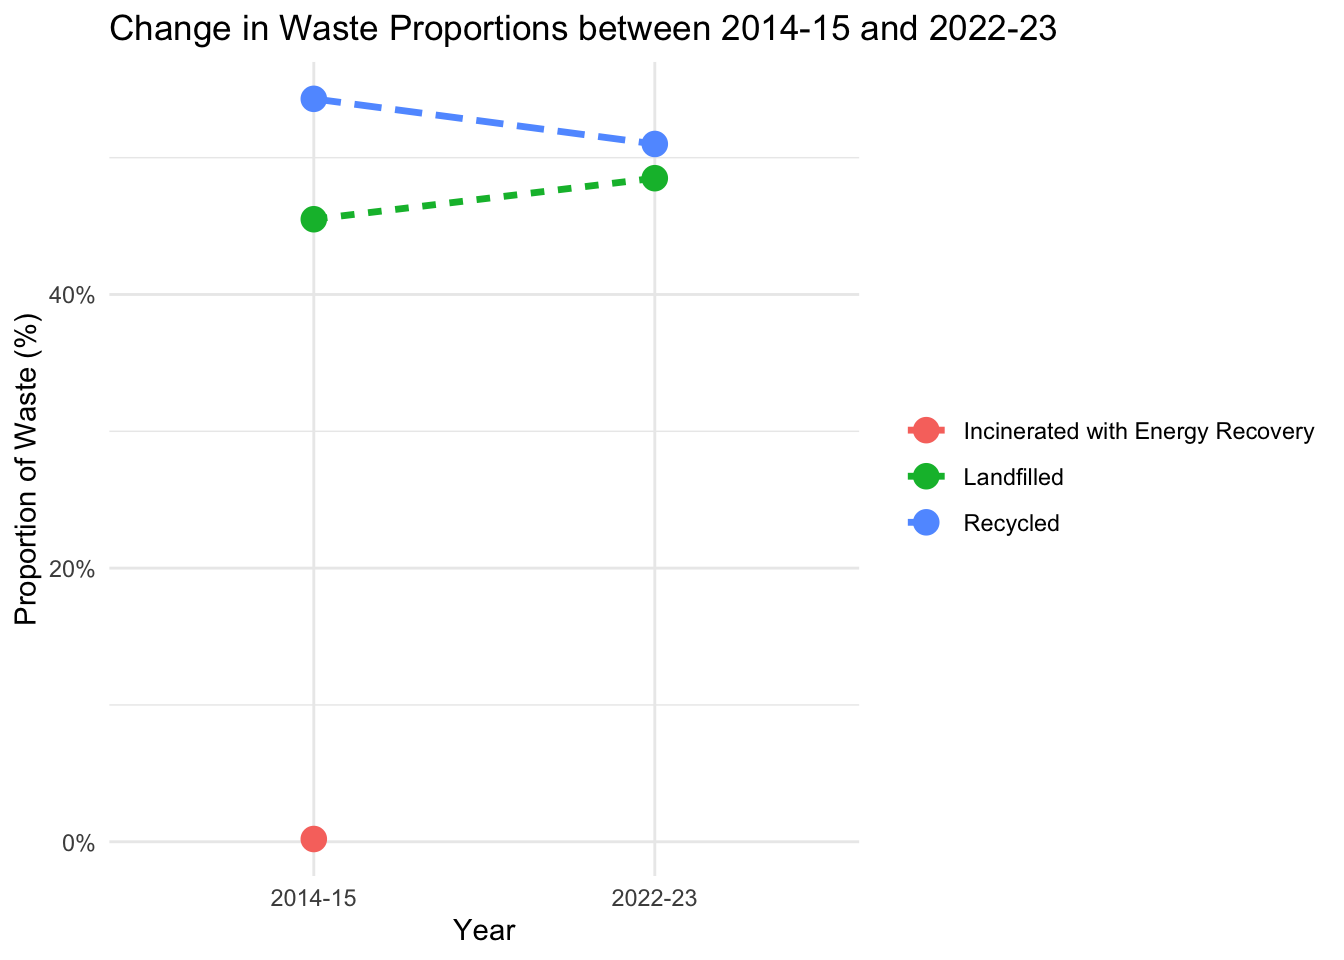 Change in Waste Proportions between 2014-15 and 2022-23
Proportion of Waste (%)
40%
20%
0%
2014-15
2022-23
Year
Incinerated with Energy Recovery
Landfilled
Recycled